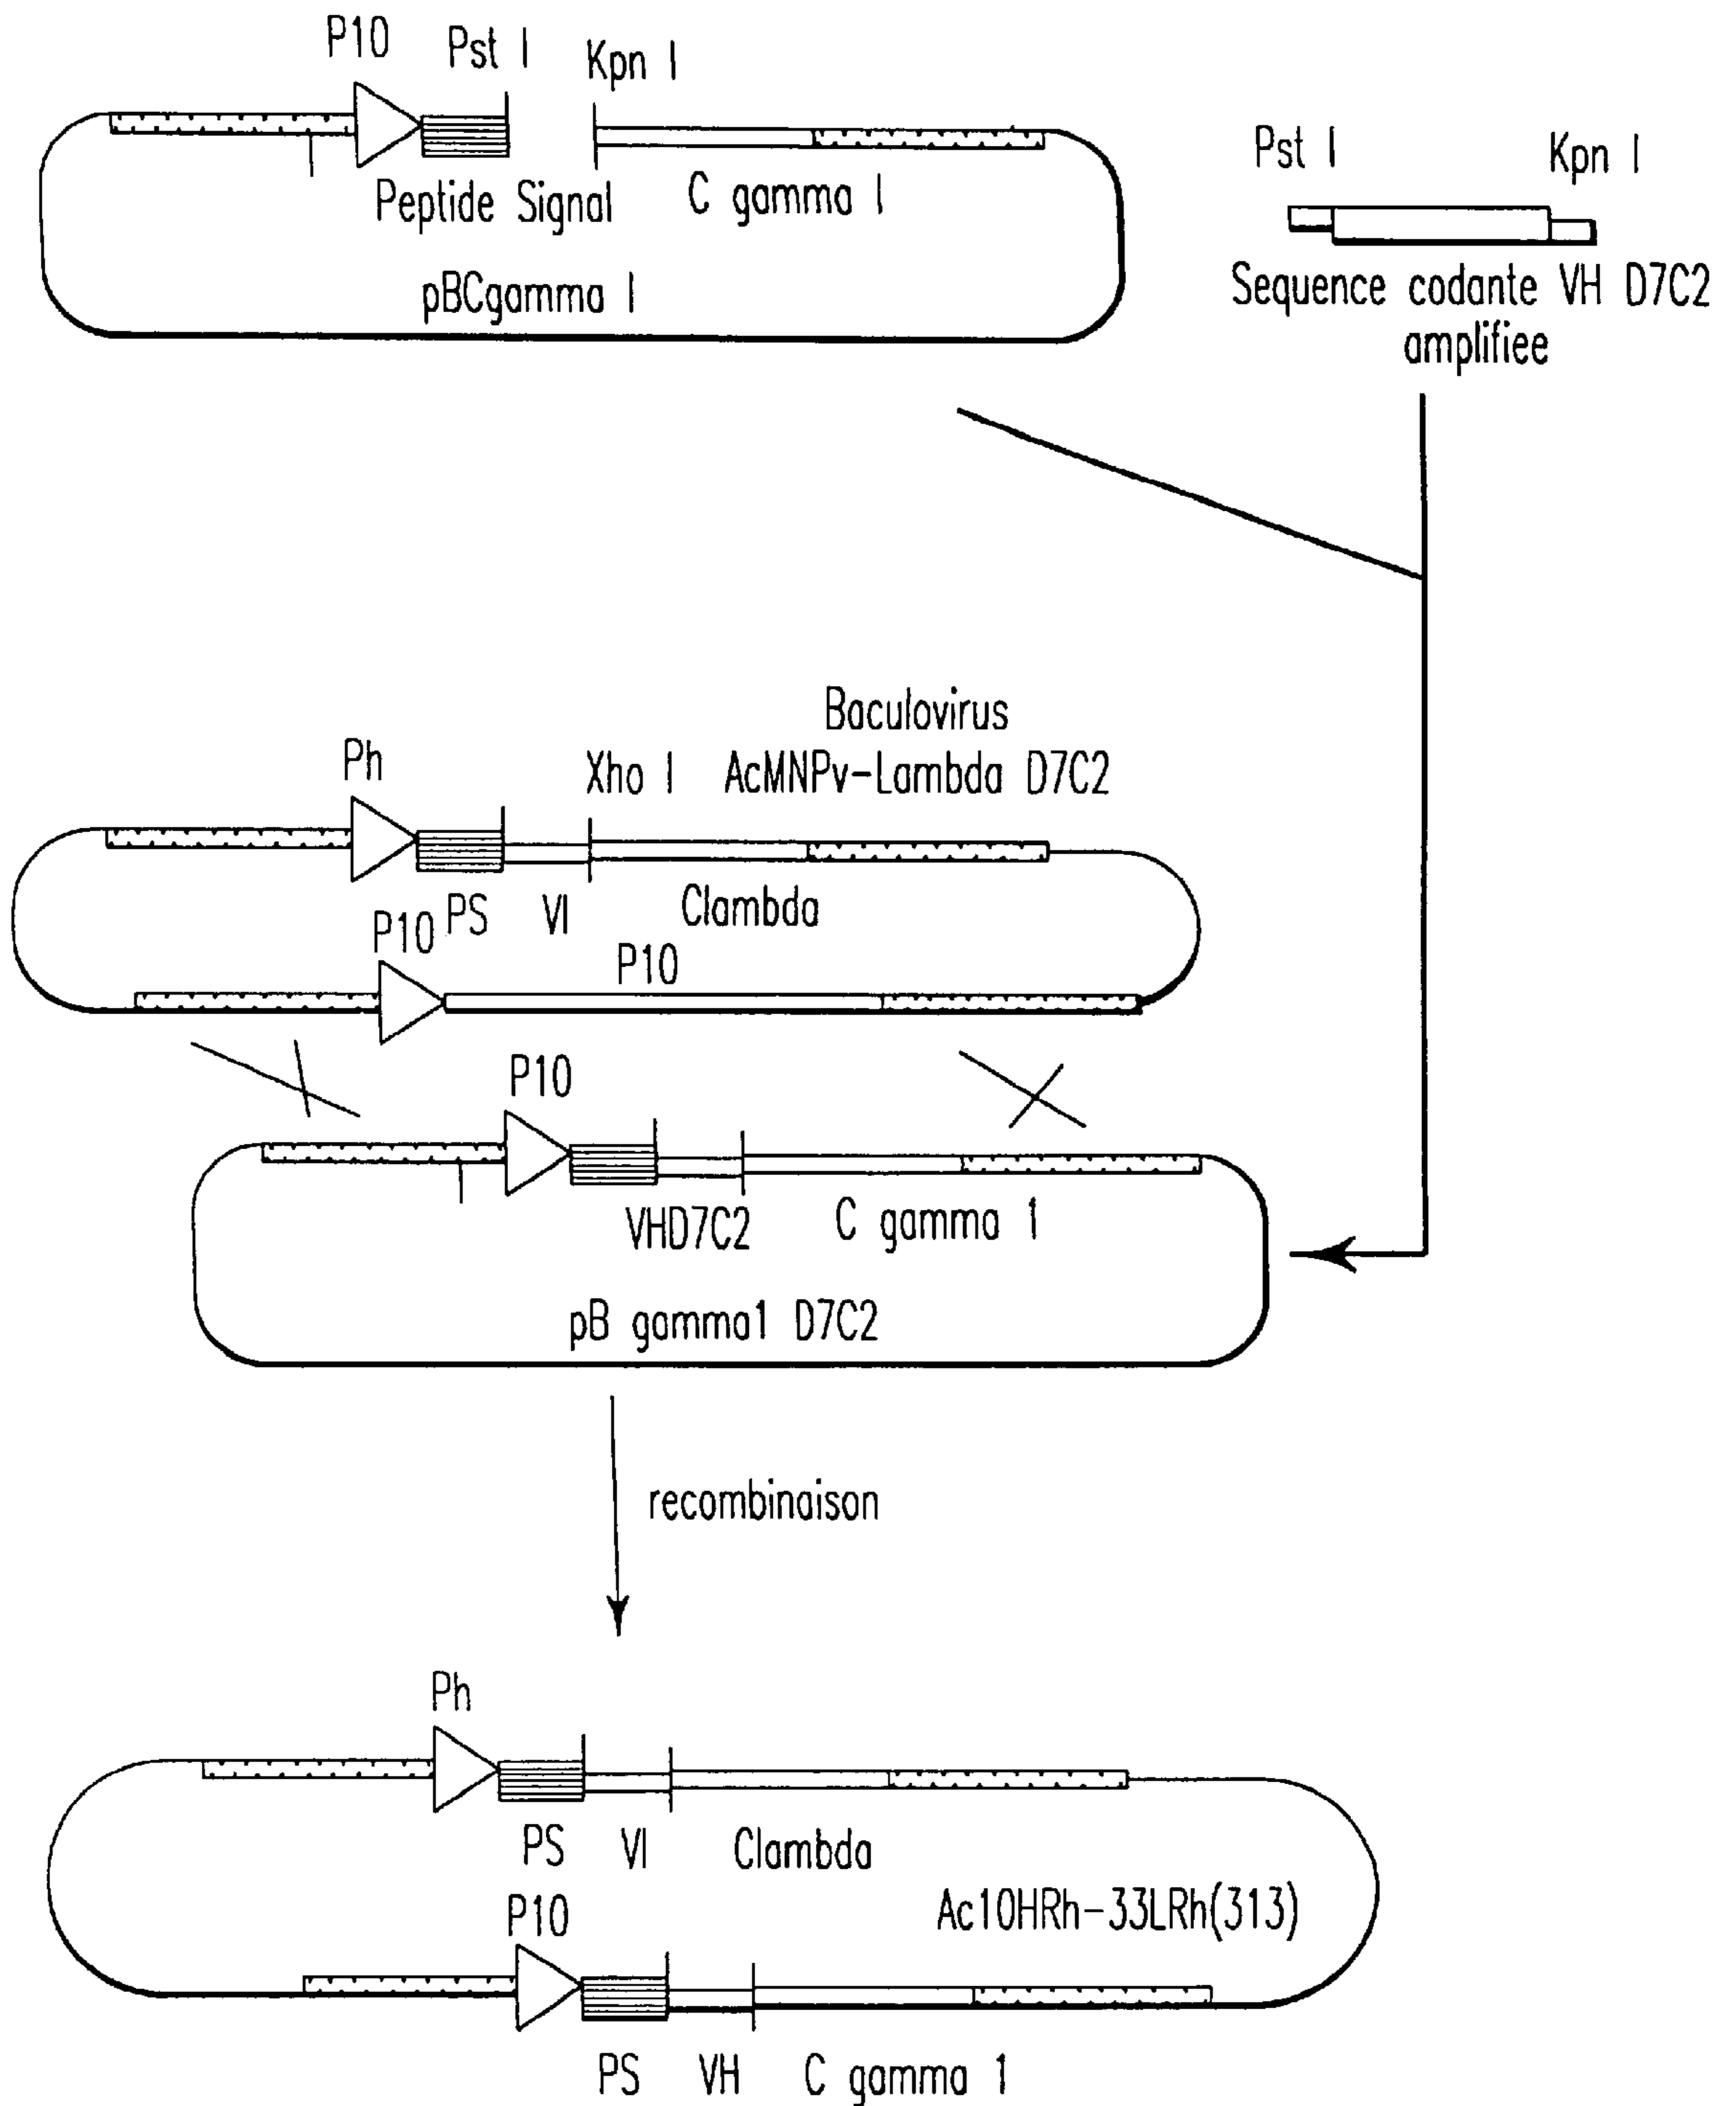 P10
Pst I
Kpn I
Peptide Signal
C gamma I
pBCgamma I
Pst I
Kpn I
Sequence codante VH D7C2
amplifiee
Baculovirus
Ph
Xho I
AcMNPv-Lambda D7C2
PS
Vl
Clambda
P10
P10
P10
VHD7C2
C gamma 1
pB gamma1 D7C2
recombinaison
Ph
PS
Vl
Clambda
Ac10HRh-33LRh(313)
P10
PS
VH
C gamma 1